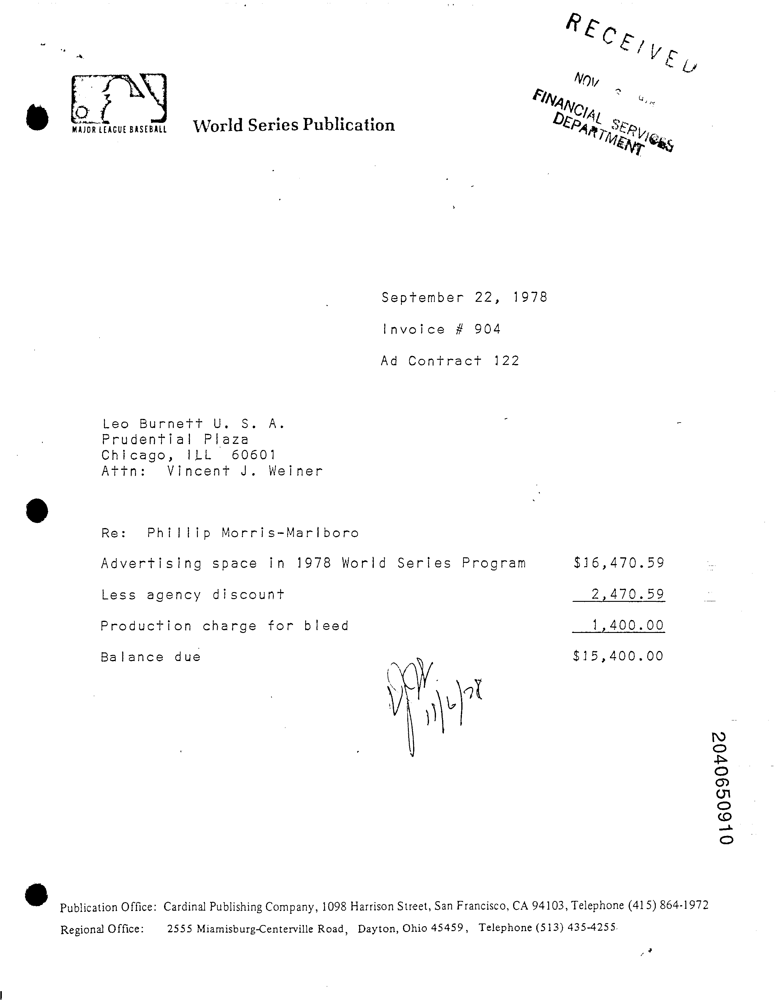 RECEIVED
NOV
FINANCIAL SERVICES
DEPARTMENT
MAJOR LEAGUE BASEBALL
World Series Publication
September 22, 1978
Invoice # 904
Ad Contract 122
Leo Burnett U. S. A.
Prudential Plaza
Chicago, ILL 60601
Attn: Vincent J. Weiner
Re: Phillip Morris-Marlboro
Advertising space in 1978 World Series Program $16,470.59
Less agency discount 2,470.59
Production charge for bleed 1,400.00
Balance due $15,400.00
11/6/78
2040650910
Publication Office: Cardinal Publishing Company, 1098 Harrison Street, San Francisco, CA 94103, Telephone (415) 864-1972
Regional Office: 2555 Miamisburg-Centerville Road, Dayton, Ohio 45459, Telephone (513) 435-4255